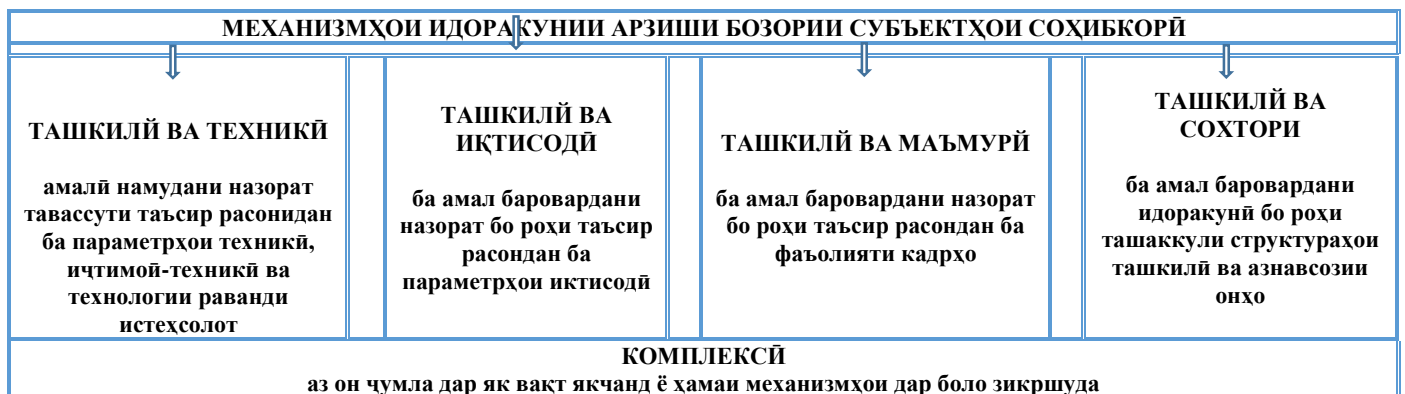 МЕХАНИЗМҲОИ ИДОРАКУНИИ АРЗИШИ БОЗОРИИ СУБЪЕКТҲОИ СОҲИБКОРӢ
ТАШКИЛӢ ВА ТЕХНИКӢ
амалӣ намудани назорат
тавассути таъсир расонидан
ба параметрҳои техникӣ,
иҷтимоӣ-техникӣ ва
технологии раванди
истеҳсолот
ТАШКИЛӢ ВА
ИҚТИСОДӢ
ба амал баровардани
назорат бо роҳи таъсир
расондан ба
параметрҳои иктисодӣ
ТАШКИЛӢ ВА МАЪМУРӢ
ба амал баровардани назорат
бо роҳи таъсир расондан ба
фаъолияти кадрҳо
ТАШКИЛӢ ВА
СОХТОРИ
ба амал баровардани
идоракунӣ бо роҳи
ташаккули структураҳои
ташкилӣ ва азнавсозии
онҳо
КОМПЛЕКСӢ
аз он ҷумла дар як вақт якчанд ё ҳамаи механизмҳои дар боло зикршуда